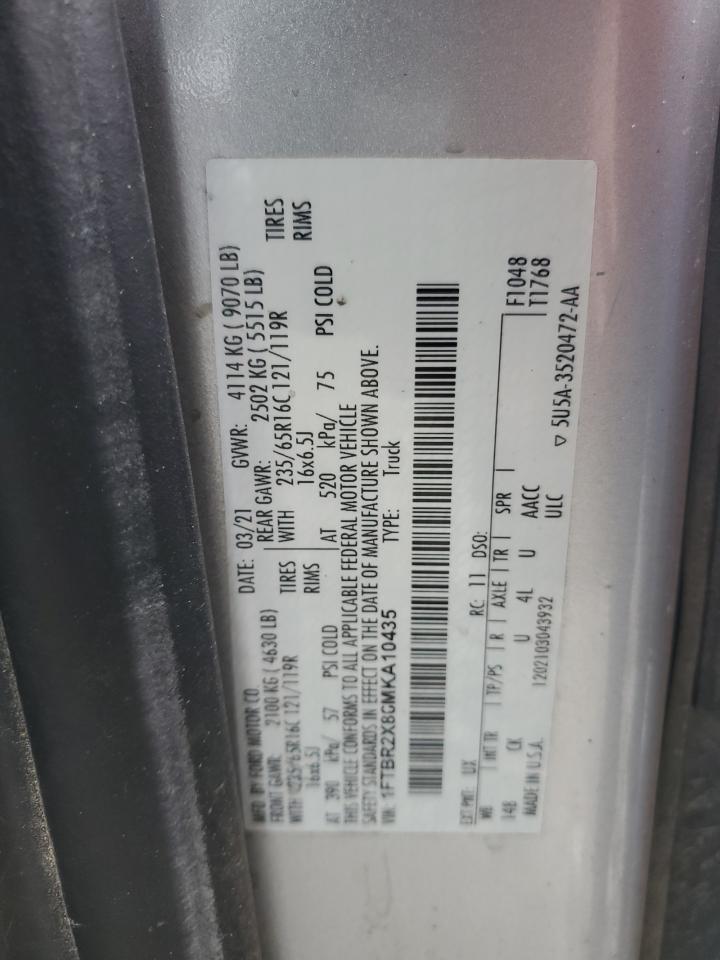 MFD. BY FORD MOTOR CO.
DATE: 03/21 GVWR: 4114 KG ( 9070 LB)
FRONT GAWR: 2100 KG ( 4630 LB) REAR GAWR: 2502 KG ( 5515 LB)
WITH 235/65R16C 121/119R TIRES WITH 235/65R16C 121/119R TIRES
16x6.5J RIMS 16x6.5J RIMS
AT 390 kPa/ 57 PSI COLD AT 520 kPa/ 75 PSI COLD
THIS VEHICLE CONFORMS TO ALL APPLICABLE FEDERAL MOTOR VEHICLE
SAFETY STANDARDS IN EFFECT ON THE DATE OF MANUFACTURE SHOWN ABOVE.
VIN: 1FTBR2X8GMKA10435 TYPE: Truck
EXT PNT: UX RC: 11 DSO:
WB INT TR TP/PS R AXLE TR SPR F1048
148 CK U 4L U AACC T1768
MADE IN U.S.A. 1202103043932 ULC ▽ 5U5A-3520472-AA